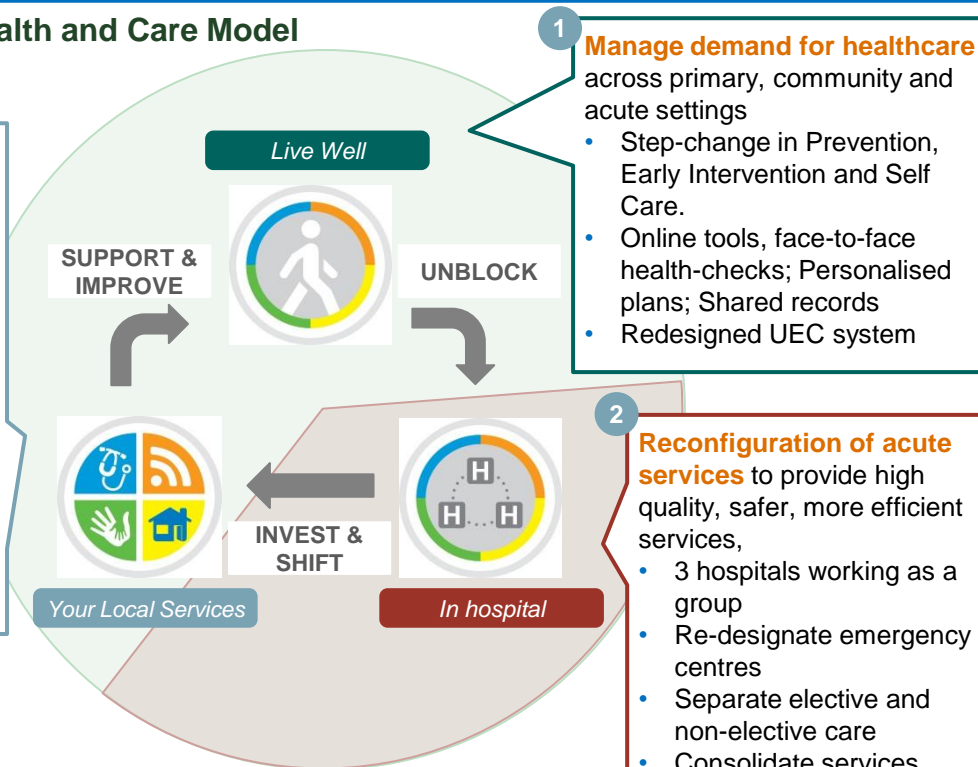 alth and Care Model
1
Manage demand for healthcare
across primary, community and
acute settings
• Step-change in Prevention,
Early Intervention and Self
Care.
• Online tools, face-to-face
health-checks; Personalised
plans; Shared records
• Redesigned UEC system
Live Well
SUPPORT &
IMPROVE
UNBLOCK
H
H
H
INVEST &
SHIFT
Your Local Services
In hospital
2
Reconfiguration of acute
services to provide high
quality, safer, more efficient
services,
• 3 hospitals working as a
group
• Re-designate emergency
centres
• Separate elective and
non-elective care
• Consolidate services